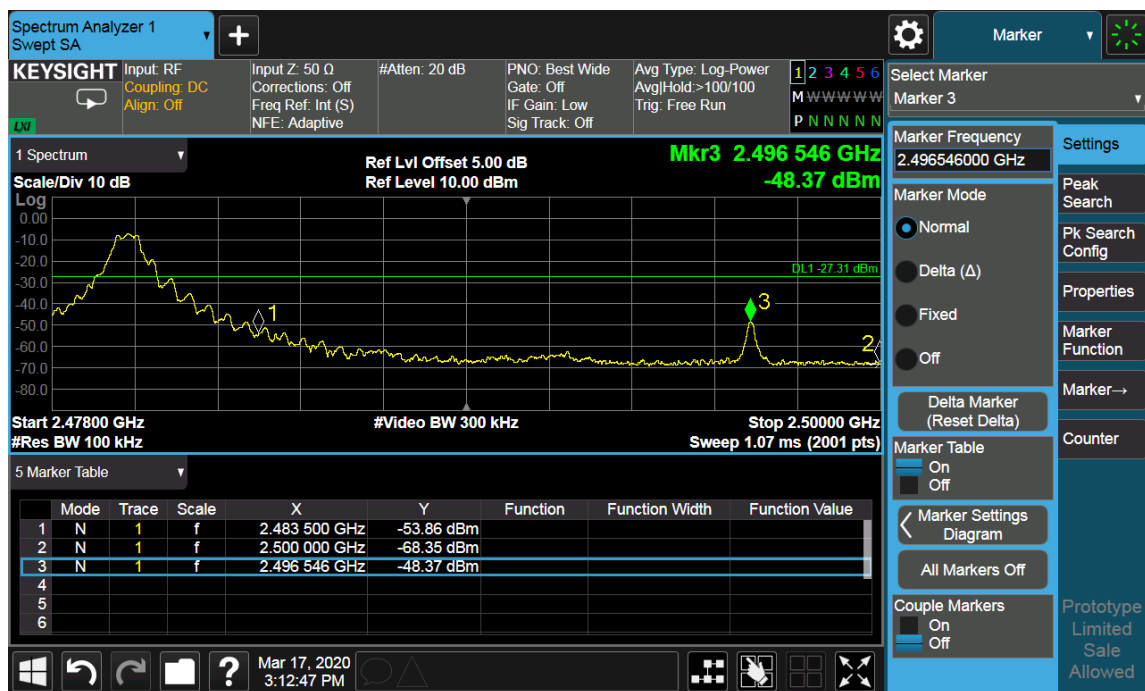 Spectrum Analyzer 1
Swept SA
Marker
KEYSIGHT
LXI
Input: RF
Coupling: DC
Align: Off
Input Z: 50 Ω
Corrections: Off
Freq Ref: Int (S)
NFE: Adaptive
#Atten: 20 dB
PNO: Best Wide
Gate: Off
IF Gain: Low
Sig Track: Off
Avg Type: Log-Power
Avg|Hold:>100/100
Trig: Free Run
1 2 3 4 5 6
M W W W W W
P N N N N N
Select Marker
Marker 3
1 Spectrum
Scale/Div 10 dB
Ref Lvl Offset 5.00 dB
Ref Level 10.00 dBm
Mkr3 2.496 546 GHz
-48.37 dBm
Log
0.00
-10.0
-20.0
-30.0
-40.0
-50.0
-60.0
-70.0
-80.0
DL1 -27.31 dBm
1
3
2
Start 2.47800 GHz
#Res BW 100 kHz
#Video BW 300 kHz
Stop 2.50000 GHz
Sweep 1.07 ms (2001 pts)
5 Marker Table
Mode Trace Scale X Y Function Function Width Function Value
1 N 1 f 2.483 500 GHz -53.86 dBm
2 N 1 f 2.500 000 GHz -68.35 dBm
3 N 1 f 2.496 546 GHz -48.37 dBm
4
5
6
Marker Frequency
2.496546000 GHz
Marker Mode
Normal
Delta (Δ)
Fixed
Off
Delta Marker
(Reset Delta)
Marker Table
On
Off
Marker Settings
Diagram
All Markers Off
Couple Markers
On
Off
Settings
Peak
Search
Pk Search
Config
Properties
Marker
Function
Marker→
Counter
Prototype
Limited
Sale
Allowed
?
Mar 17, 2020
3:12:47 PM